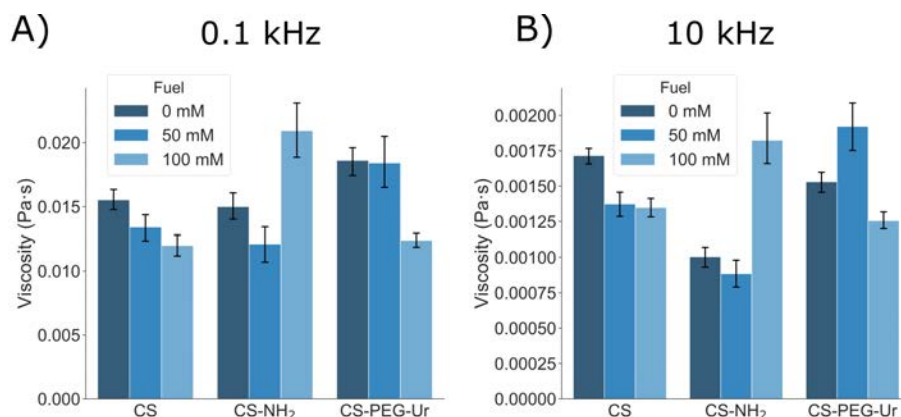 A) 0.1 kHz
Fuel
0 mM
50 mM
100 mM
Viscosity (Pa·s)
0.020
0.015
0.010
0.005
0.000
CS CS-NH₂ CS-PEG-Ur
B) 10 kHz
Fuel
0 mM
50 mM
100 mM
Viscosity (Pa·s)
0.00200
0.00175
0.00150
0.00125
0.00100
0.00075
0.00050
0.00025
0.00000
CS CS-NH₂ CS-PEG-Ur